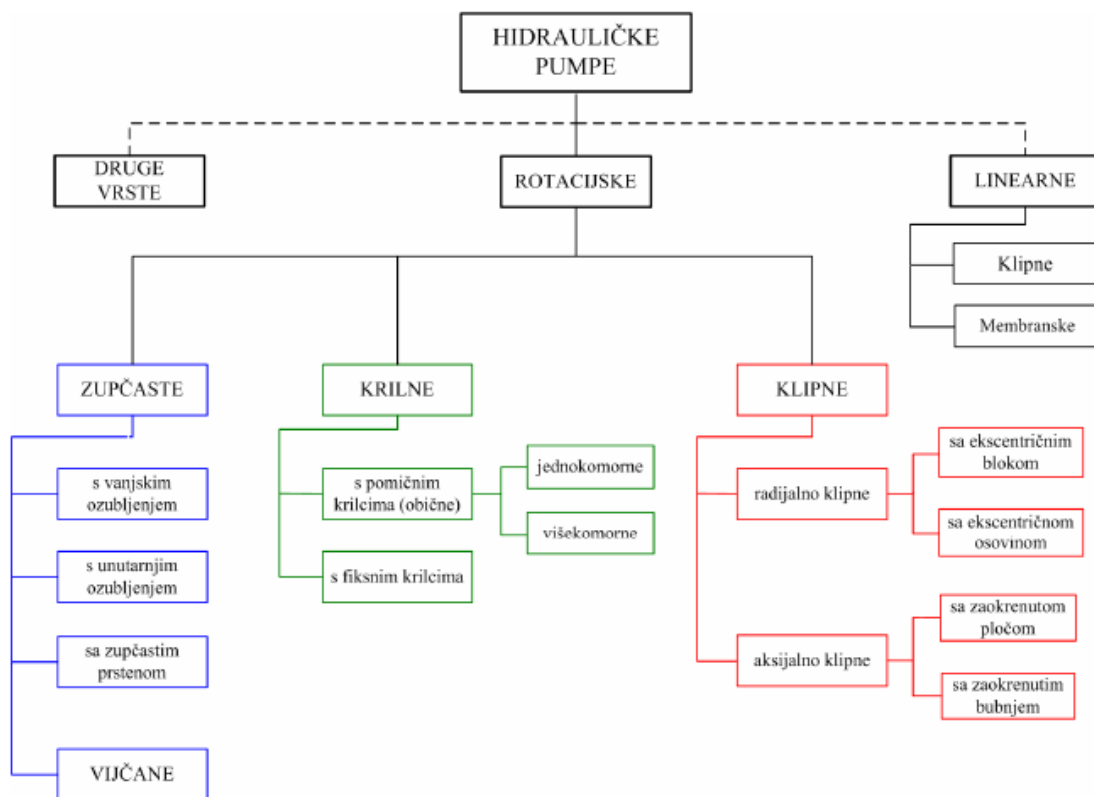 HIDRAULIČKE
PUMPE
DRUGE
VRSTE
ROTACIJSKE
LINEARNE
Klipne
Membranske
ZUPČASTE
s vanjskim
ozubljenjem
s unutarnjim
ozubljenjem
sa zupčastim
prstenom
VIJČANE
KRILNE
s pomičnim
krilcima (obične)
jednokomorne
višekomorne
s fiksnim krilcima
KLIPNE
radijalno klipne
sa ekscentričnim
blokom
sa ekscentričnom
osovinom
aksijalno klipne
sa zaokrenutom
pločom
sa zaokrenutim
bubnjem